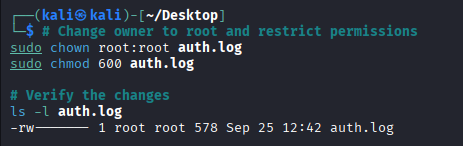 ┌──(kali㉿kali)-[~/Desktop]
└─$ # Change owner to root and restrict permissions
sudo chown root:root auth.log
sudo chmod 600 auth.log
# Verify the changes
ls -l auth.log
-rw------- 1 root root 578 Sep 25 12:42 auth.log